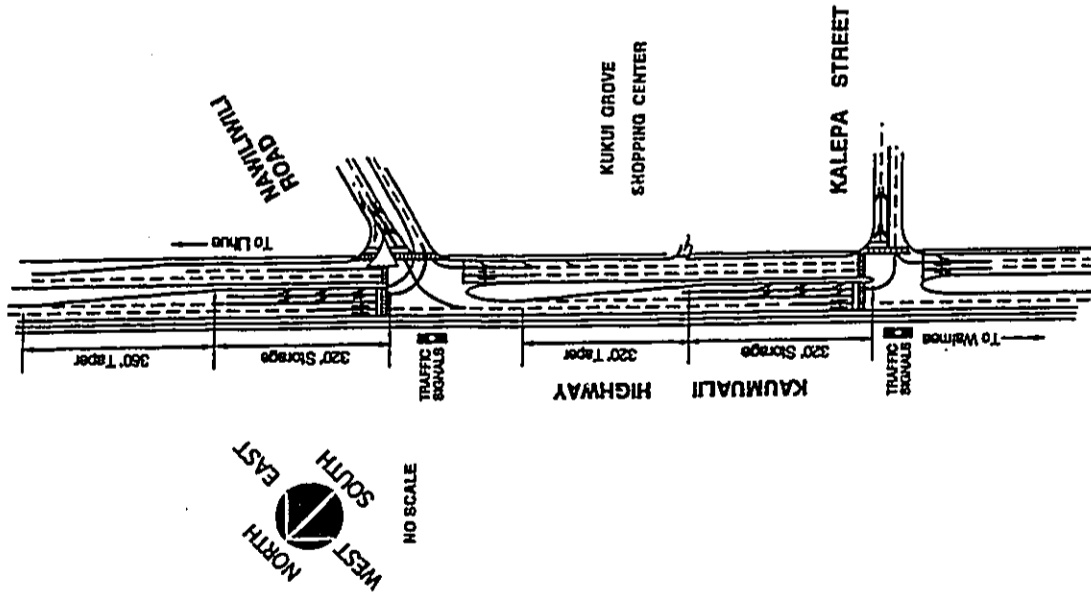 NAWILIWILI
ROAD
To Lihue
KUKUI GROVE
SHOPPING CENTER
KALEPA STREET
360' Taper
320' Storage
TRAFFIC
SIGNALS
320' Taper
320' Storage
TRAFFIC
SIGNALS
To Waimea
KAUMUALII HIGHWAY
NORTH
EAST
SOUTH
WEST
NO SCALE